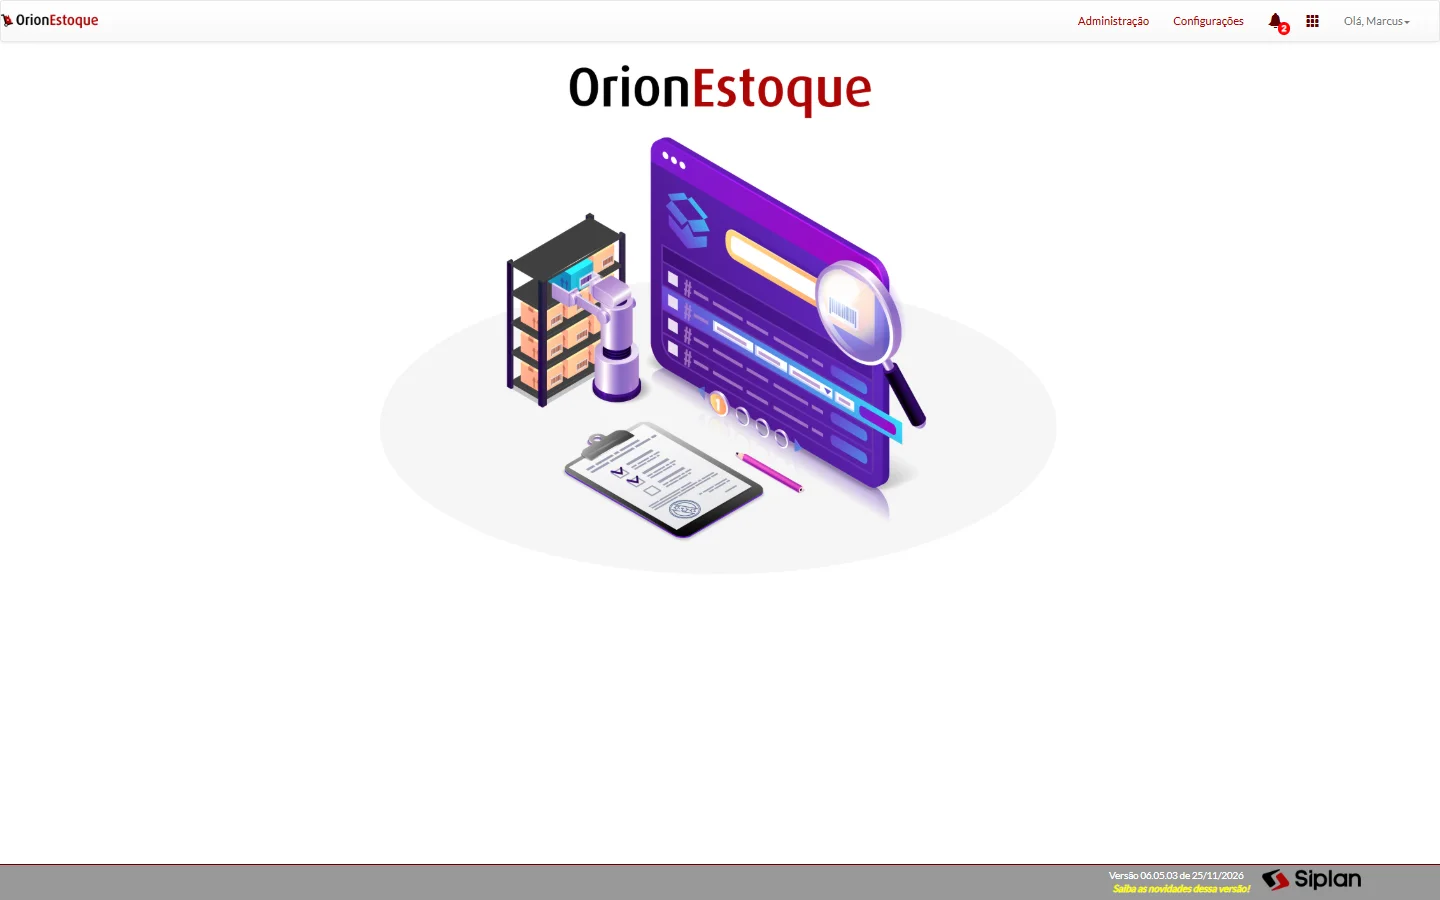 OrionEstoque
Administração
Configurações
2
Olá, Marcus
OrionEstoque
1
Versão 06.05.03 de 25/11/2026
Saiba as novidades dessa versão!
Siplan